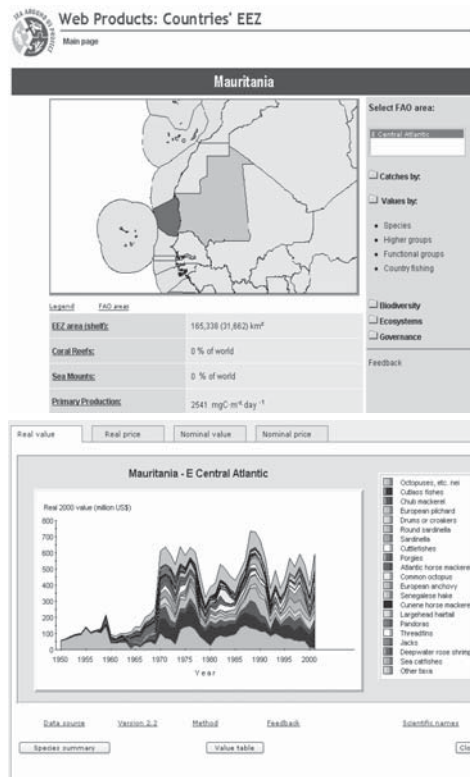 SEA AROUND US PROJECT
Web Products: Countries' EEZ
Main page
Mauritania
Select FAO area:
E Central Atlantic
Catches by:
Values by:
• Species
• Higher groups
• Functional groups
• Country fishing
Biodiversity
Ecosystems
Governance
Feedback
Legend FAO areas
EEZ area (shelf): 165,338 (31,662) km²
Coral Reefs: 0 % of world
Sea Mounts: 0 % of world
Primary Production: 2541 mgC·m⁻² day ⁻¹
Real value Real price Nominal value Nominal price
Mauritania - E Central Atlantic
Real 2000 value (million US$)
800
700
600
500
400
300
200
100
0
1950 1955 1960 1965 1970 1975 1980 1985 1990 1995 2000
Year
Octopuses, etc. nei
Cutlass fishes
Chub mackerel
European pilchard
Drums or croakers
Round sardinella
Sardinella
Cuttlefishes
Porgies
Atlantic horse mackere
Common octopus
European anchovy
Senegalese hake
Cunene horse mackere
Largehead hairtail
Pandoras
Threadfins
Jacks
Deepwater rose shrimp
Sea catfishes
Other taxa
Data source Version 2.2 Method Feedback Scientific names
Species summary Value table Clo